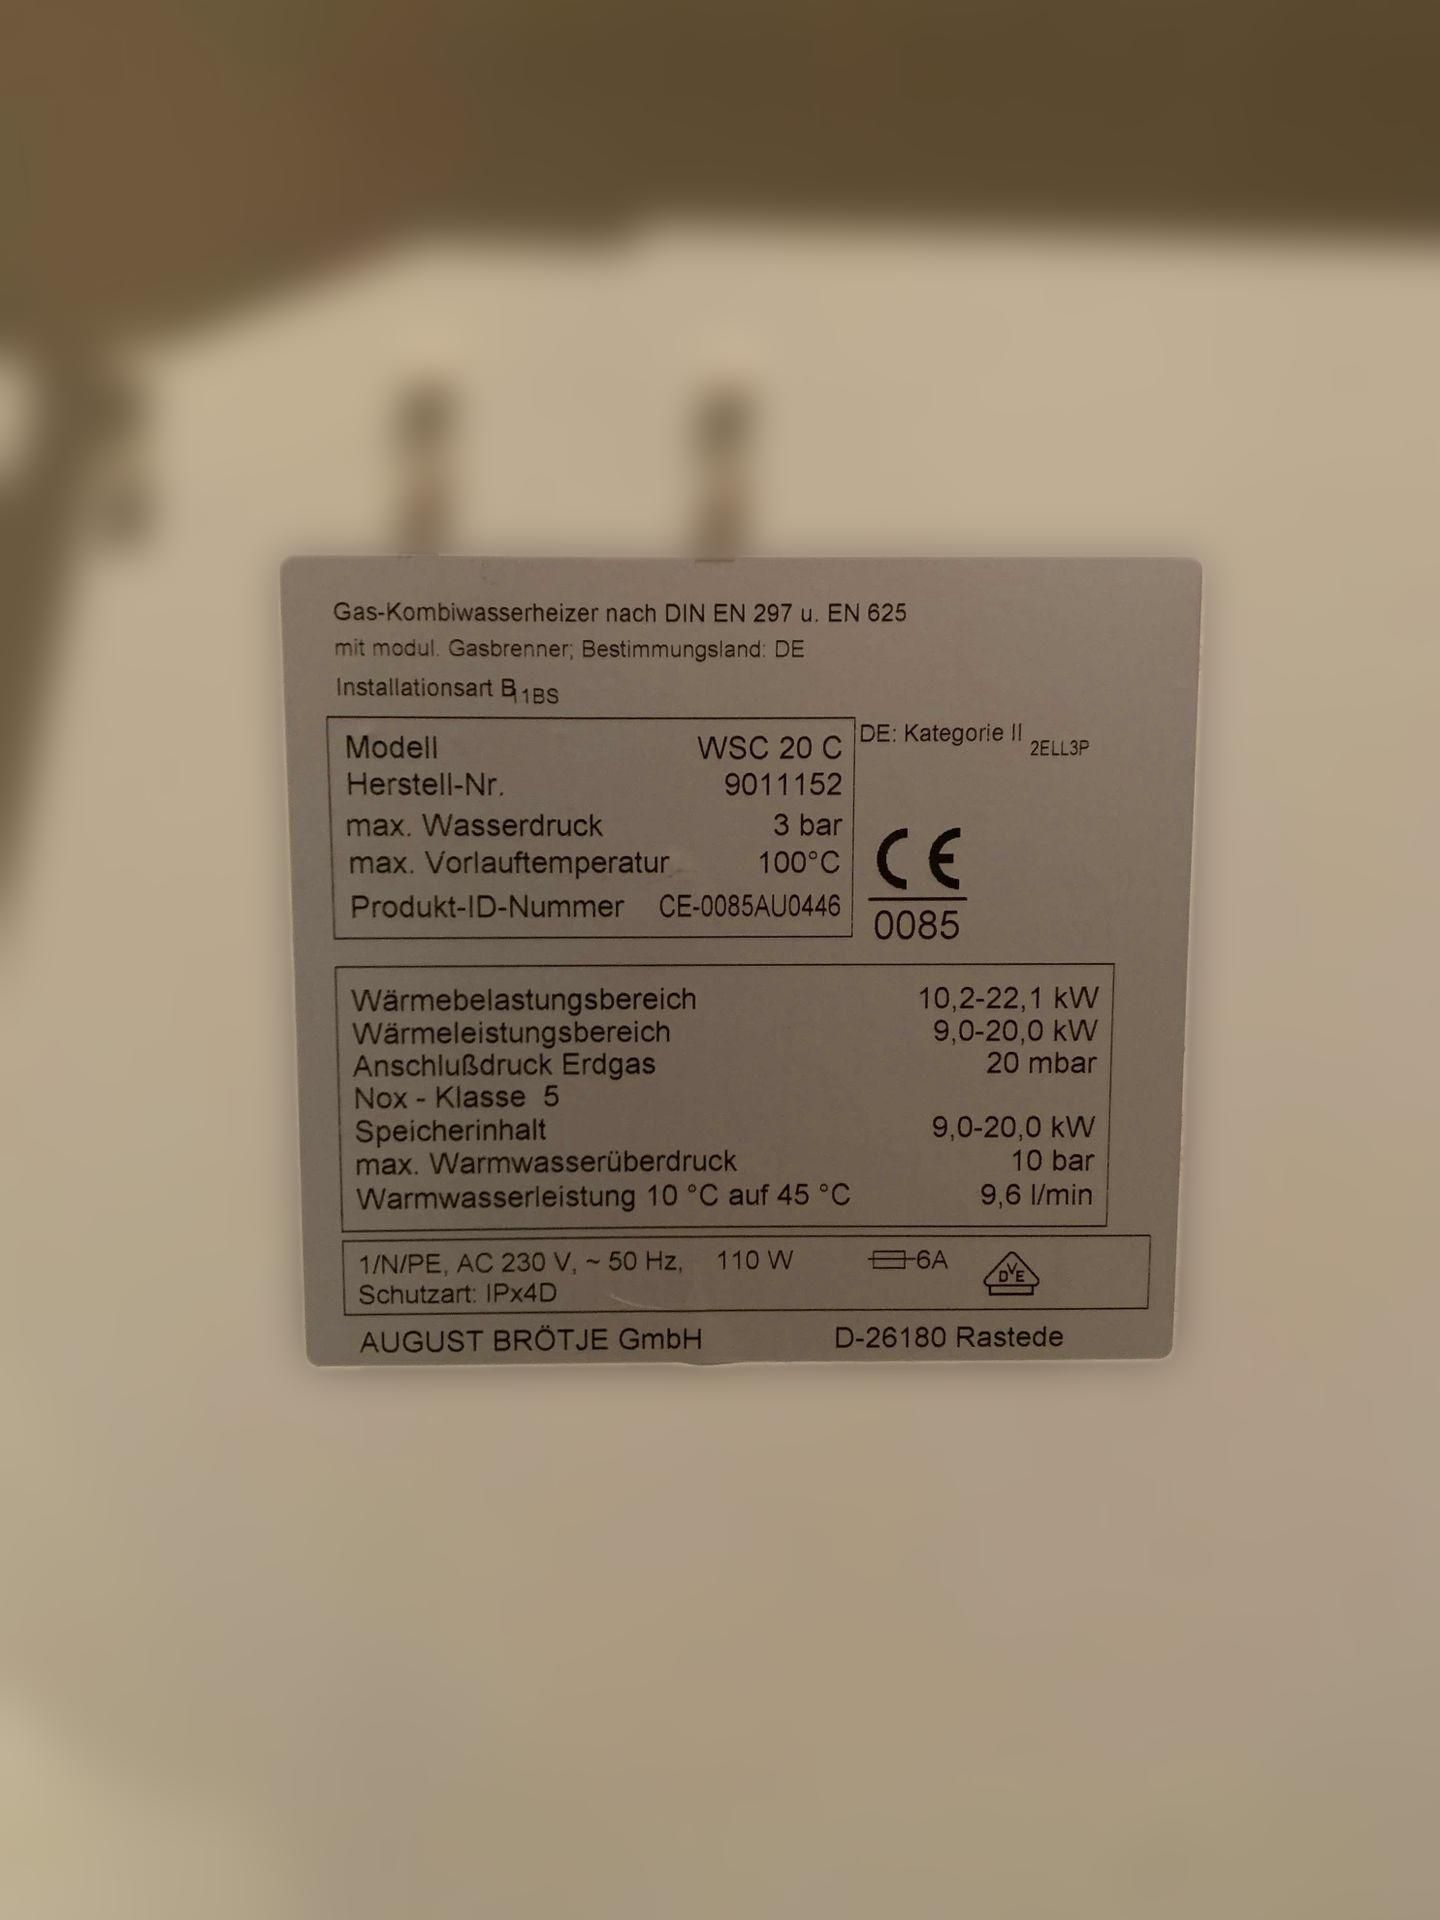 Gas-Kombiwasserheizer nach DIN EN 297 u. EN 625
mit modul. Gasbrenner; Bestimmungsland: DE
Installationsart B11BS
DE: Kategorie II 2ELL3P
Modell WSC 20 C
Herstell-Nr. 9011152
max. Wasserdruck 3 bar
max. Vorlauftemperatur 100°C
Produkt-ID-Nummer CE-0085AU0446
CE
0085
Wärmebelastungsbereich 10,2-22,1 kW
Wärmeleistungsbereich 9,0-20,0 kW
Anschlußdruck Erdgas 20 mbar
Nox - Klasse 5
Speicherinhalt 9,0-20,0 kW
max. Warmwasserüberdruck 10 bar
Warmwasserleistung 10 °C auf 45 °C 9,6 l/min
1/N/PE, AC 230 V, ~ 50 Hz, 110 W 6A DVE
Schutzart: IPx4D
AUGUST BRÖTJE GmbH D-26180 Rastede